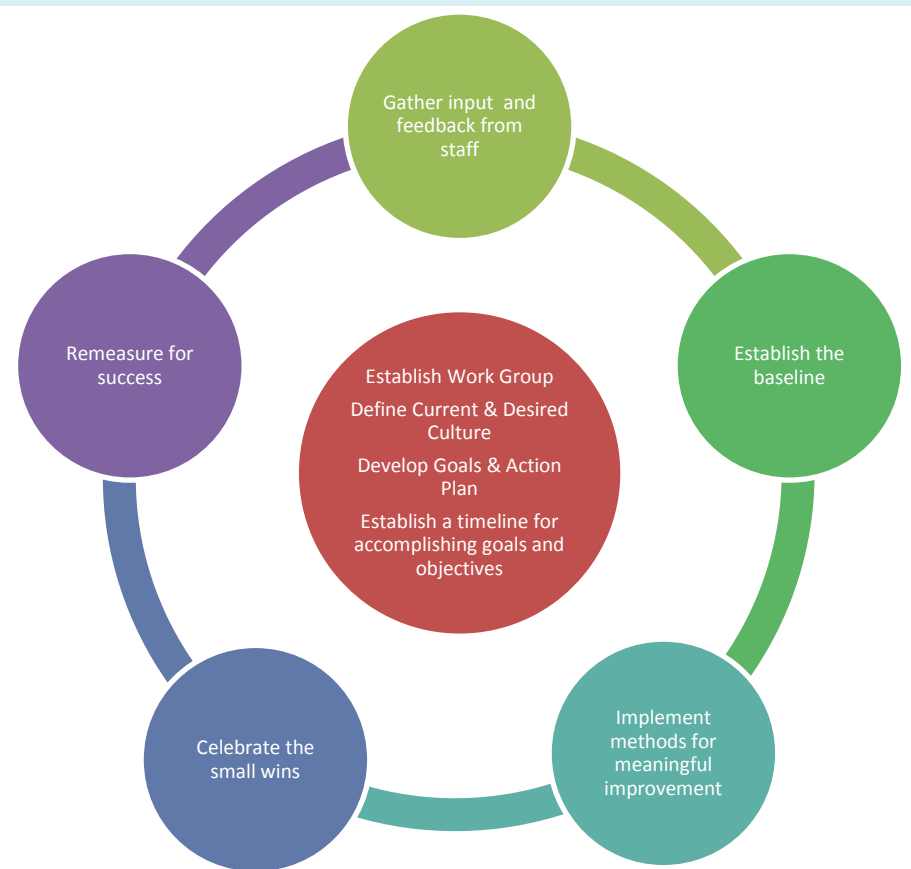 Gather input  and
feedback from
staff
Establish the
baseline
Implement
methods for
meaningful
improvement
Celebrate the
small wins
Remeasure for
success
Establish Work Group
Define Current & Desired
Culture
Develop Goals & Action
Plan
Establish a timeline for
accomplishing goals and
objectives